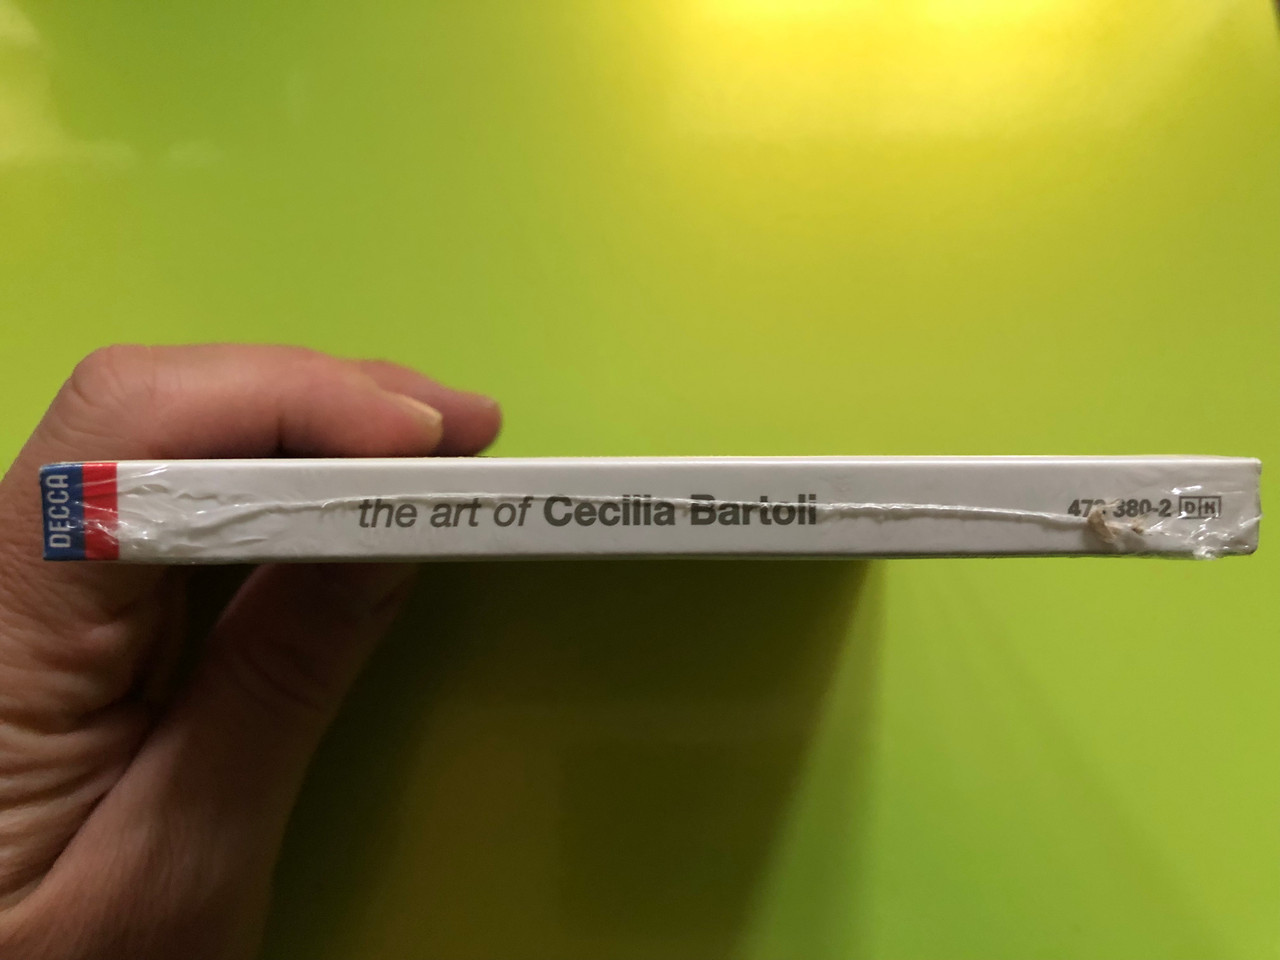 DECCA
the art of Cecilia Bartoli
380-2 DH